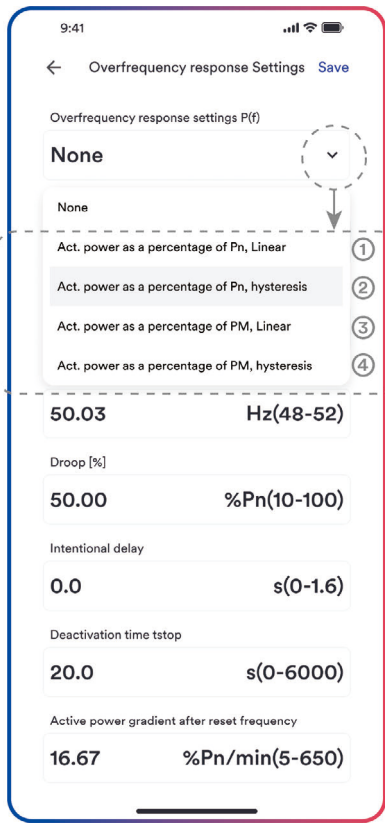 9:41
← Overfrequency response Settings Save
Overfrequency response settings P(f)
None
None
Act. power as a percentage of Pn, Linear ①
Act. power as a percentage of Pn, hysteresis ②
Act. power as a percentage of PM, Linear ③
Act. power as a percentage of PM, hysteresis ④
50.03 Hz(48-52)
Droop [%]
50.00 %Pn(10-100)
Intentional delay
0.0 s(0-1.6)
Deactivation time tstop
20.0 s(0-6000)
Active power gradient after reset frequency
16.67 %Pn/min(5-650)